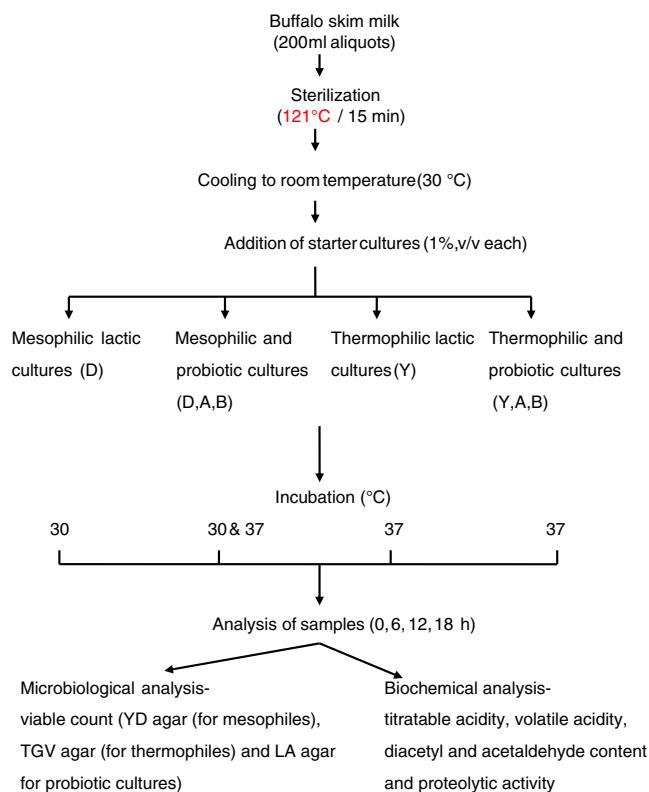 Buffalo skim milk
(200ml aliquots)
Sterilization
(121°C / 15 min)
Cooling to room temperature(30 °C)
Addition of starter cultures (1%,v/v each)
Mesophilic lactic
cultures (D)
Mesophilic and
probiotic cultures
(D,A,B)
Thermophilic lactic
cultures(Y)
Thermophilic and
probiotic cultures
(Y,A,B)
Incubation (°C)
30 30 & 37 37 37
Analysis of samples (0, 6, 12, 18 h)
Microbiological analysis-
viable count (YD agar (for mesophiles),
TGV agar (for thermophiles) and LA agar
for probiotic cultures)
Biochemical analysis-
titratable acidity, volatile acidity,
diacetyl and acetaldehyde content
and proteolytic activity